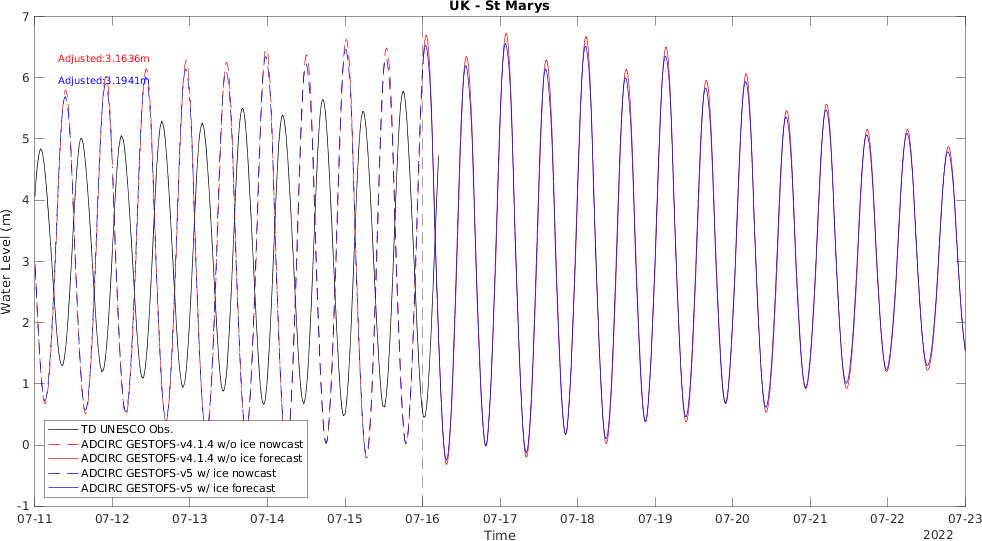 UK - St Marys
7
6
5
4
3
2
1
0
-1
Water Level (m)
Adjusted:3.1636m
Adjusted:3.1941m
TD UNESCO Obs.
ADCIRC GESTOFS-v4.1.4 w/o ice nowcast
ADCIRC GESTOFS-v4.1.4 w/o ice forecast
ADCIRC GESTOFS-v5 w/ ice nowcast
ADCIRC GESTOFS-v5 w/ ice forecast
07-11 07-12 07-13 07-14 07-15 07-16 07-17 07-18 07-19 07-20 07-21 07-22 07-23
Time
2022